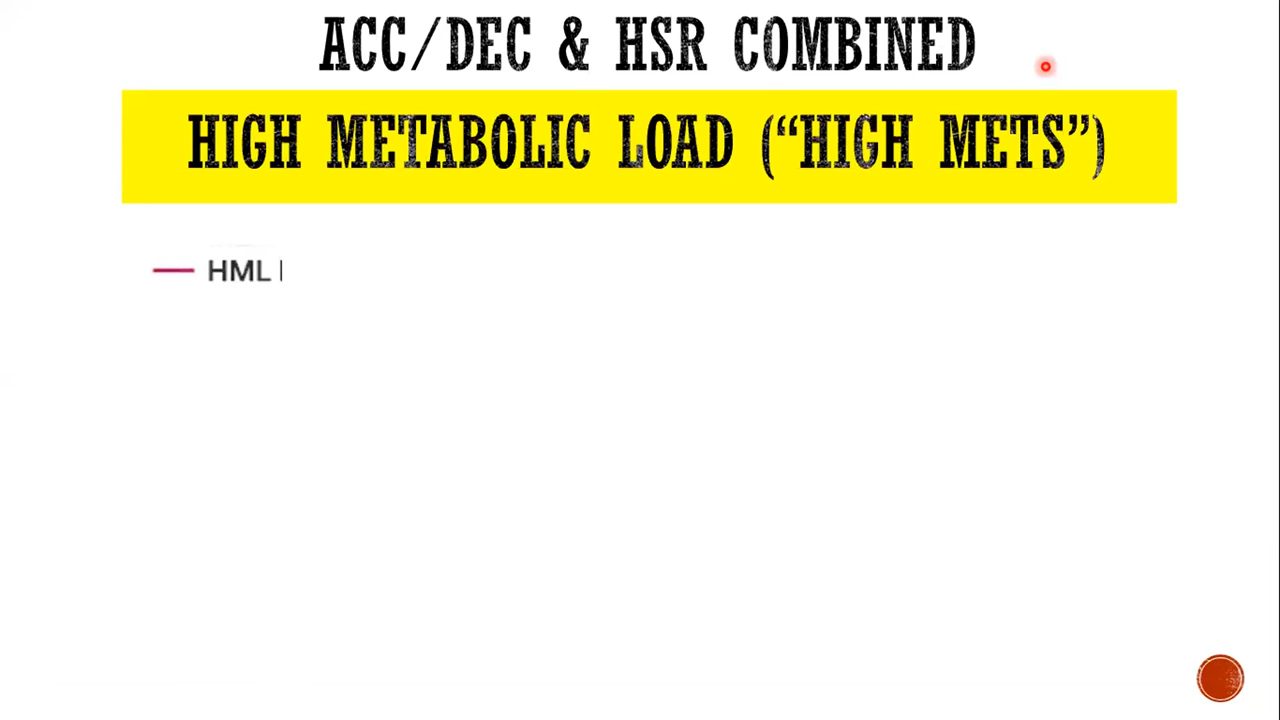 ACC/DEC & HSR COMBINED
HIGH METABOLIC LOAD (“HIGH METS”)
HML